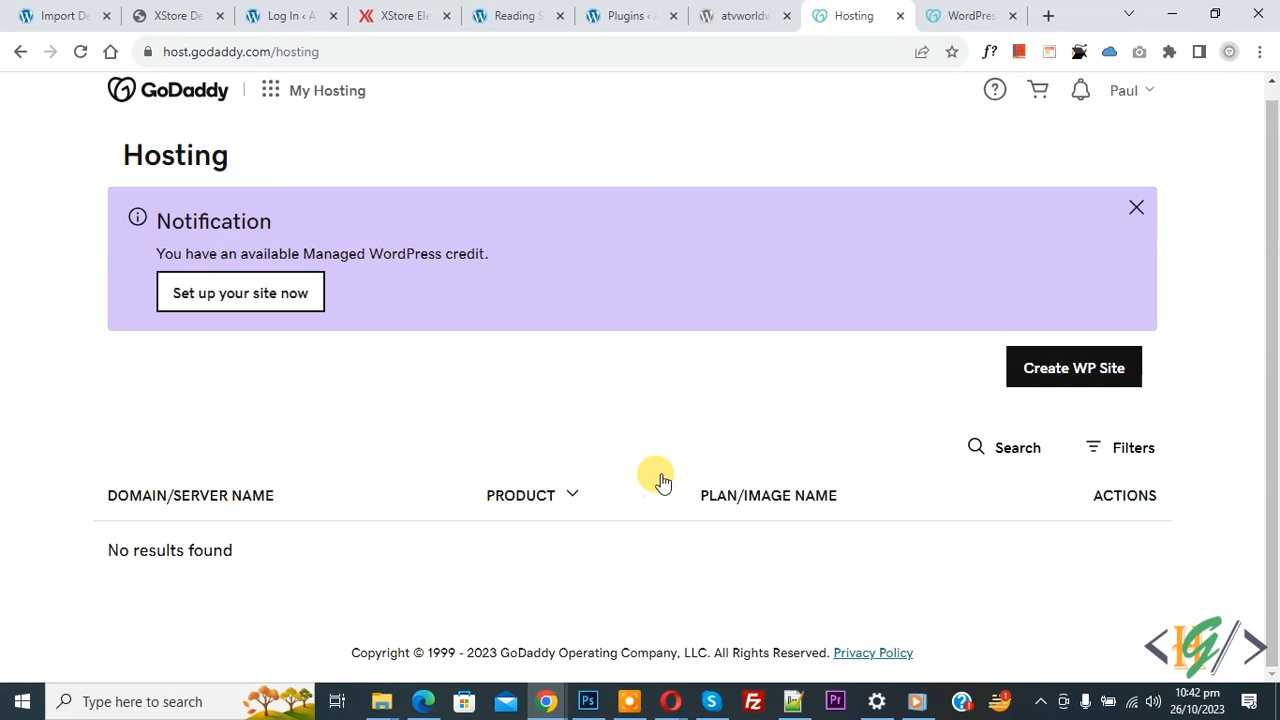 Import De
XStore De
Log In ‹ A
XStore Ele
Reading S
Plugins ‹
atvworldw
Hosting
WordPres
host.godaddy.com/hosting
GoDaddy
My Hosting
Paul
Hosting
Notification
You have an available Managed WordPress credit.
Set up your site now
Create WP Site
Search
Filters
DOMAIN/SERVER NAME PRODUCT PLAN/IMAGE NAME ACTIONS
No results found
Copyright © 1999 - 2023 GoDaddy Operating Company, LLC. All Rights Reserved. Privacy Policy
Type here to search
10:42 pm
26/10/2023